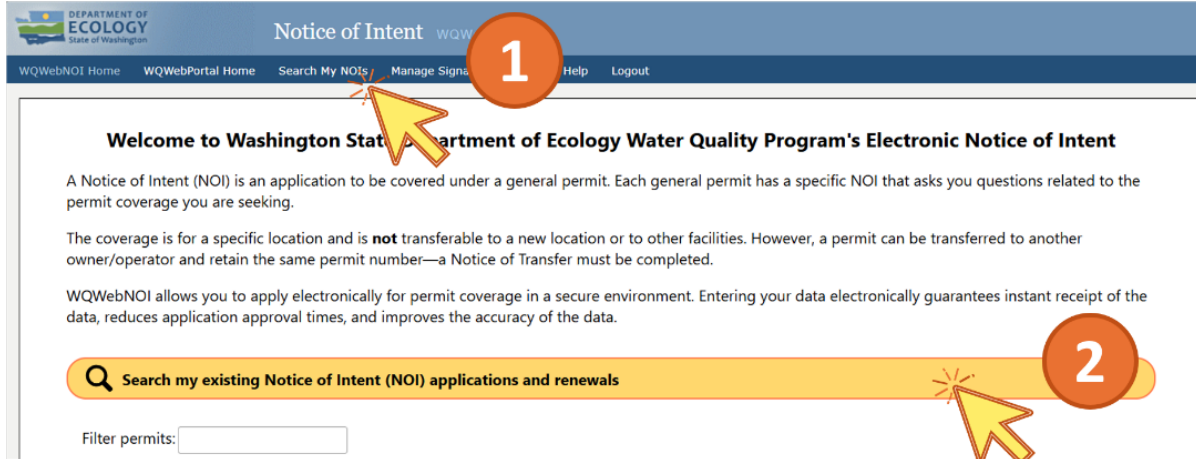 DEPARTMENT OF
ECOLOGY
State of Washington
Notice of Intent
1
WQWebNOI Home WQWebPortal Home Search My NOIs Manage Help Logout
Welcome to Washington State Department of Ecology Water Quality Program's Electronic Notice of Intent
A Notice of Intent (NOI) is an application to be covered under a general permit. Each general permit has a specific NOI that asks you questions related to the
permit coverage you are seeking.
The coverage is for a specific location and is not transferable to a new location or to other facilities. However, a permit can be transferred to another
owner/operator and retain the same permit number—a Notice of Transfer must be completed.
WQWebNOI allows you to apply electronically for permit coverage in a secure environment. Entering your data electronically guarantees instant receipt of the
data, reduces application approval times, and improves the accuracy of the data.
2
Search my existing Notice of Intent (NOI) applications and renewals
Filter permits: